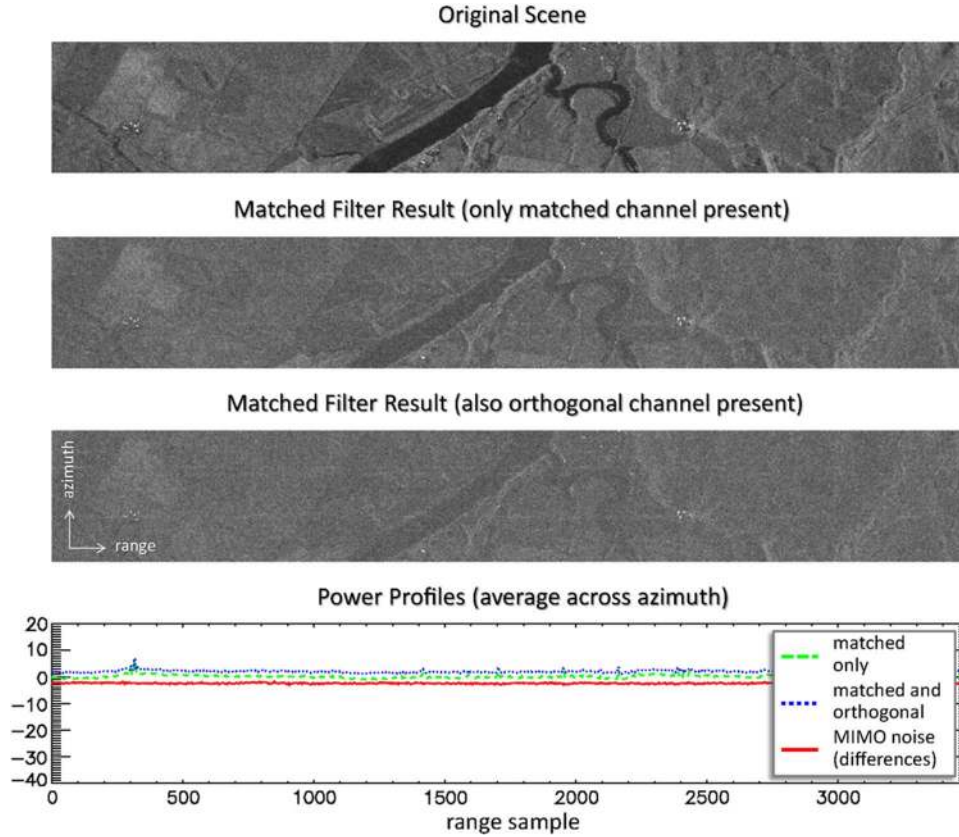 Original Scene
Matched Filter Result (only matched channel present)
Matched Filter Result (also orthogonal channel present)
azimuth
range
Power Profiles (average across azimuth)
20
10
0
−10
−20
−30
−40
matched
only
matched and
orthogonal
MIMO noise
(differences)
0 500 1000 1500 2000 2500 3000
range sample